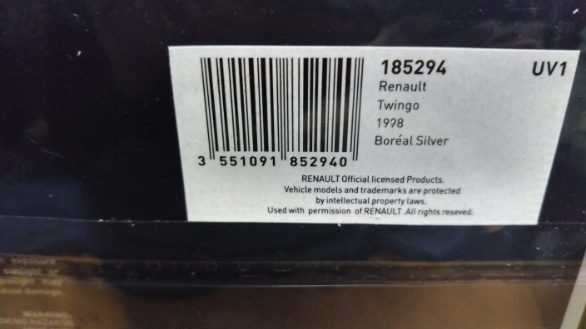 185294 UV1
Renault
Twingo
1998
Boréal Silver
3 551091 852940
RENAULT Official licensed Products.
Vehicle models and trademarks are protected
by intellectual property laws.
Used with permission of RENAULT .All rights reseved.
WARNING